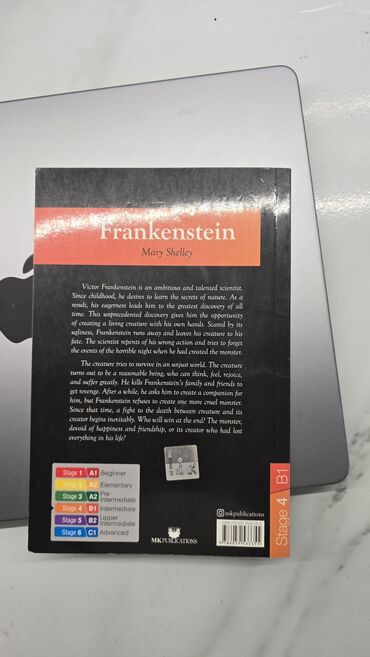 Frankenstein
Mary Shelley
Victor Frankenstein is an ambitious and talented scientist.
Since childhood, he desires to learn the secrets of nature. As a
result, his eagerness leads him to the greatest discovery of all
time. This unprecedented discovery gives him the opportunity
of creating a living creature with his own hands. Scared by its
ugliness, Frankenstein runs away and leaves his creature to his
fate. The scientist repents of his wrong action and tries to forget
the events of the horrible night when he had created the monster.
The creature tries to survive in an unjust world. The creature
turns out to be a reasonable being, who can think, feel, rejoice,
and suffer greatly. He kills Frankenstein's family and friends to
get revenge. After a while, he asks him to create a companion for
him, but Frankenstein refuses to create one more cruel monster.
Since that time, a fight to the death between creature and its
creator begins inevitably. Who will win at the end? The monster,
devoid of happiness and friendship, or its creator who had lost
everything in his life?
Stage 1 A1 Beginner
Stage 2 A2 Elementary
Stage 3 A2 Pre Intermediate
Stage 4 B1 Intermediate
Stage 5 B2 Upper Intermediate
Stage 6 C1 Advanced
MK PUBLICATIONS
mkpublications
Stage 4 B1